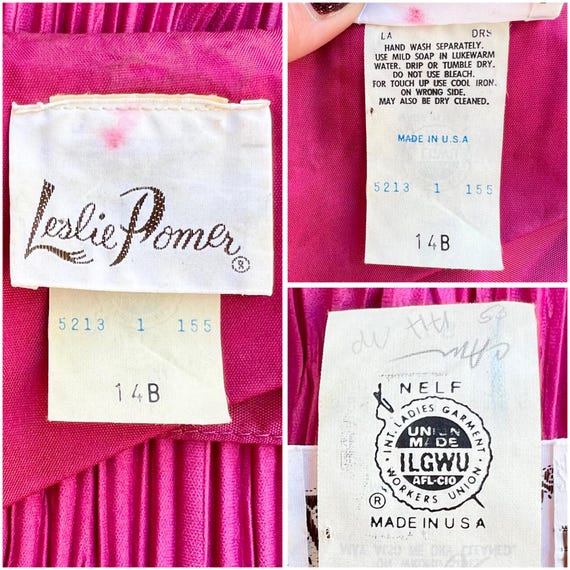 Leslie Pomer ®
5213 1 155
14B
LA DRS
HAND WASH SEPARATELY.
USE MILD SOAP IN LUKEWARM
WATER. DRIP OR TUMBLE DRY.
DO NOT USE BLEACH.
FOR TOUCH UP USE COOL IRON.
ON WRONG SIDE.
MAY ALSO BE DRY CLEANED.
MADE IN U.S.A
5213 1 155
14B
NELF
INT. LADIES GARMENT
WORKERS UNION
UNION
MADE
ILGWU
AFL-CIO
®
MADE IN USA